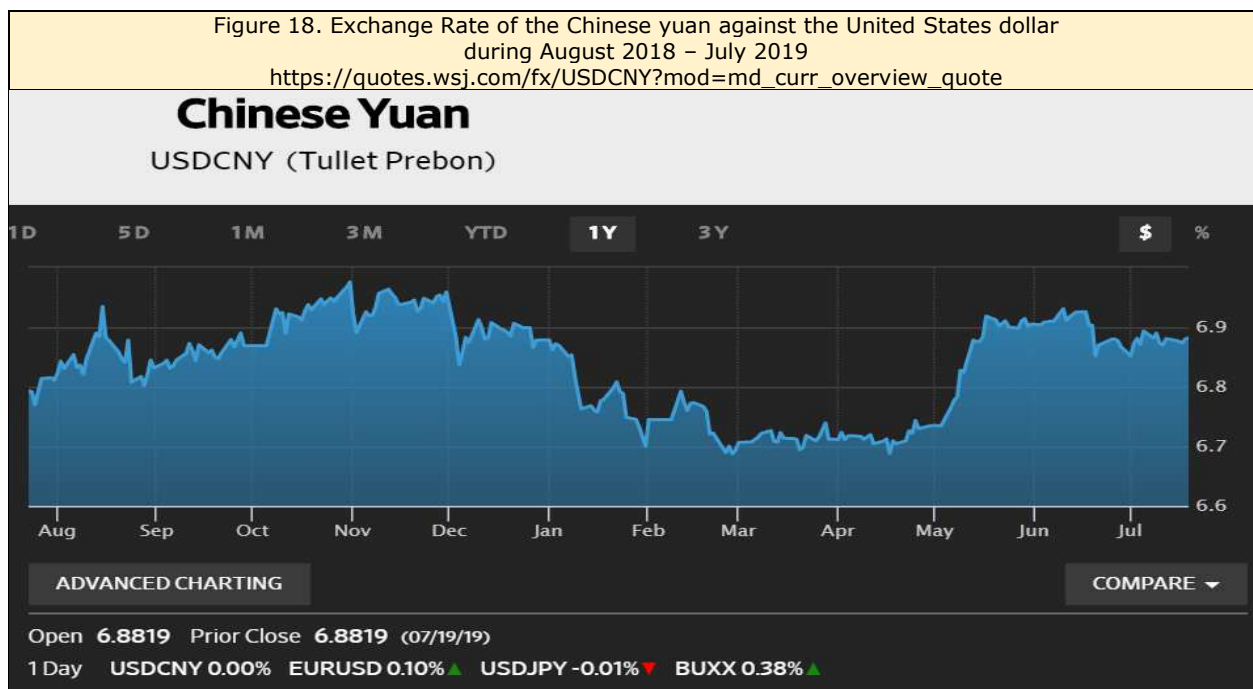 Figure 18. Exchange Rate of the Chinese yuan against the United States dollar
during August 2018 – July 2019
https://quotes.wsj.com/fx/USDCNY?mod=md_curr_overview_quote
Chinese Yuan
USDCNY (Tullet Prebon)
1D 5D 1M 3M YTD 1Y 3Y $ %
6.9
6.8
6.7
6.6
Aug Sep Oct Nov Dec Jan Feb Mar Apr May Jun Jul
ADVANCED CHARTING COMPARE
Open 6.8819 Prior Close 6.8819 (07/19/19)
1 Day USDCNY 0.00% EURUSD 0.10% USDJPY -0.01% BUXX 0.38%